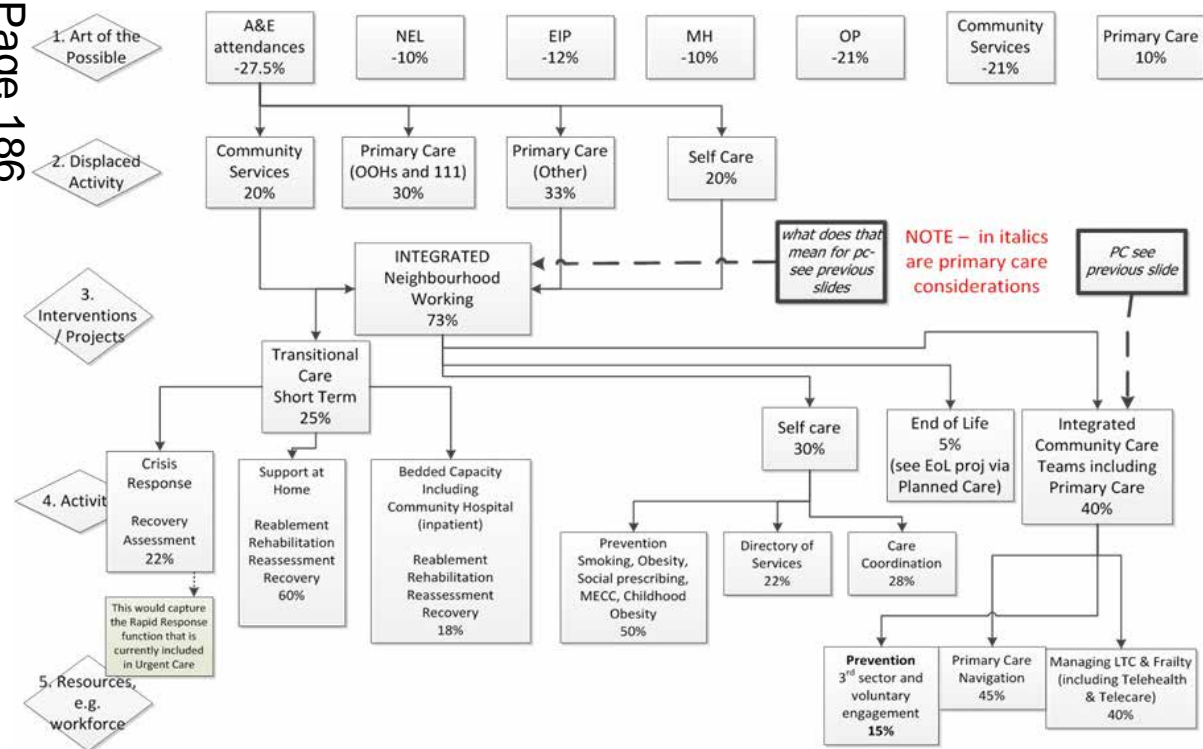 Page 186
1. Art of the
Possible
A&E
attendances
-27.5%
NEL
-10%
EIP
-12%
MH
-10%
OP
-21%
Community
Services
-21%
Primary Care
10%
2. Displaced
Activity
Community
Services
20%
Primary Care
(OOHs and 111)
30%
Primary Care
(Other)
33%
Self Care
20%
3.
Interventions
/ Projects
INTEGRATED
Neighbourhood
Working
73%
what does that
mean for pc-
see previous
slides
NOTE – in italics
are primary care
considerations
PC see
previous slide
Transitional
Care
Short Term
25%
Self care
30%
End of Life
5%
(see EoL proj via
Planned Care)
Integrated
Community Care
Teams including
Primary Care
40%
4. Activit
Crisis
Response
Recovery
Assessment
22%
Support at
Home
Reablement
Rehabilitation
Reassessment
Recovery
60%
Bedded Capacity
Including
Community Hospital
(inpatient)
Reablement
Rehabilitation
Reassessment
Recovery
18%
Prevention
Smoking, Obesity,
Social prescribing,
MECC, Childhood
Obesity
50%
Directory of
Services
22%
Care
Coordination
28%
This would capture
the Rapid Response
function that is
currently included
in Urgent Care
5. Resources,
e.g.
workforce
Prevention
3rd sector and
voluntary
engagement
15%
Primary Care
Navigation
45%
Managing LTC & Frailty
(including Telehealth
& Telecare)
40%